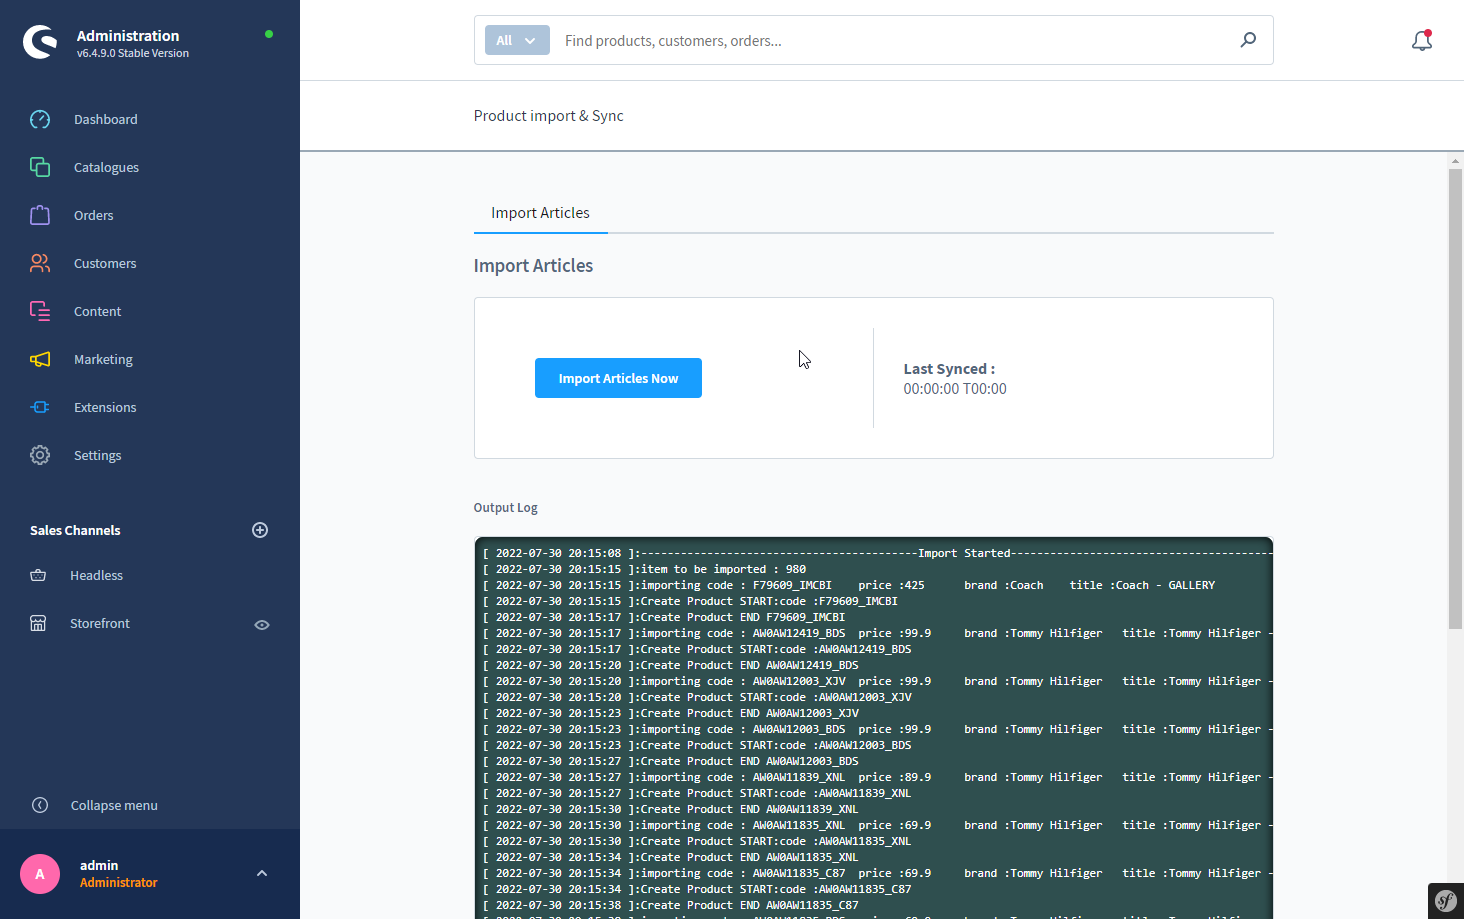 Administration
v6.4.9.0 Stable Version
Dashboard
Catalogues
Orders
Customers
Content
Marketing
Extensions
Settings
Sales Channels
Headless
Storefront
Collapse menu
A
admin
Administrator
All
Find products, customers, orders...
Product import & Sync
Import Articles
Import Articles
Import Articles Now
Last Synced :
00:00:00 T00:00
Output Log
[ 2022-07-30 20:15:08 ]:------------------------------------------Import Started----------------------------------------
[ 2022-07-30 20:15:15 ]:item to be imported : 980
[ 2022-07-30 20:15:15 ]:importing code : F79609_IMCBI    price :425      brand :Coach    title :Coach - GALLERY
[ 2022-07-30 20:15:15 ]:Create Product START:code :F79609_IMCBI
[ 2022-07-30 20:15:17 ]:Create Product END F79609_IMCBI
[ 2022-07-30 20:15:17 ]:importing code : AW0AW12419_BDS  price :99.9     brand :Tommy Hilfiger   title :Tommy Hilfiger -
[ 2022-07-30 20:15:17 ]:Create Product START:code :AW0AW12419_BDS
[ 2022-07-30 20:15:20 ]:Create Product END AW0AW12419_BDS
[ 2022-07-30 20:15:20 ]:importing code : AW0AW12003_XJV  price :99.9     brand :Tommy Hilfiger   title :Tommy Hilfiger -
[ 2022-07-30 20:15:20 ]:Create Product START:code :AW0AW12003_XJV
[ 2022-07-30 20:15:23 ]:Create Product END AW0AW12003_XJV
[ 2022-07-30 20:15:23 ]:importing code : AW0AW12003_BDS  price :99.9     brand :Tommy Hilfiger   title :Tommy Hilfiger -
[ 2022-07-30 20:15:23 ]:Create Product START:code :AW0AW12003_BDS
[ 2022-07-30 20:15:27 ]:Create Product END AW0AW12003_BDS
[ 2022-07-30 20:15:27 ]:importing code : AW0AW11839_XNL  price :89.9     brand :Tommy Hilfiger   title :Tommy Hilfiger -
[ 2022-07-30 20:15:27 ]:Create Product START:code :AW0AW11839_XNL
[ 2022-07-30 20:15:30 ]:Create Product END AW0AW11839_XNL
[ 2022-07-30 20:15:30 ]:importing code : AW0AW11835_XNL  price :69.9     brand :Tommy Hilfiger   title :Tommy Hilfiger -
[ 2022-07-30 20:15:30 ]:Create Product START:code :AW0AW11835_XNL
[ 2022-07-30 20:15:34 ]:Create Product END AW0AW11835_XNL
[ 2022-07-30 20:15:34 ]:importing code : AW0AW11835_C87  price :69.9     brand :Tommy Hilfiger   title :Tommy Hilfiger -
[ 2022-07-30 20:15:34 ]:Create Product START:code :AW0AW11835_C87
[ 2022-07-30 20:15:38 ]:Create Product END AW0AW11835_C87
sf